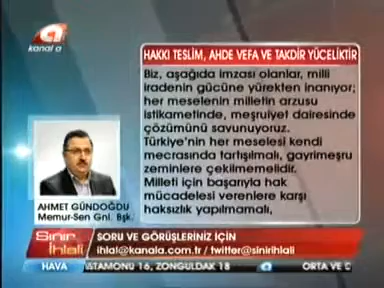 kanal a
HAKKI TESLİM, AHDE VEFA VE TAKDİR YÜCELİKTİR
Biz, aşağıda imzası olanlar, milli
iradenin gücüne yürekten inanıyor;
her meselenin milletin arzusu
istikametinde, meşruiyet dairesinde
çözümünü savunuyoruz.
Türkiye'nin her meselesi kendi
mecrasında tartışılmalı, gayrimeşru
zeminlere çekilmemelidir.
Milleti için başarıyla hak
mücadelesi verenlere karşı
haksızlık yapılmamalı,
AHMET GÜNDOĞDU
Memur-Sen Gnl. Bşk.
Sınır
İhlali
SORU VE GÖRÜŞLERİNİZ İÇİN
ihlal@kanala.com.tr / twitter@sinirihlali
HAVA
STAMONU 16, ZONGULDAK 18
ORTA VE D